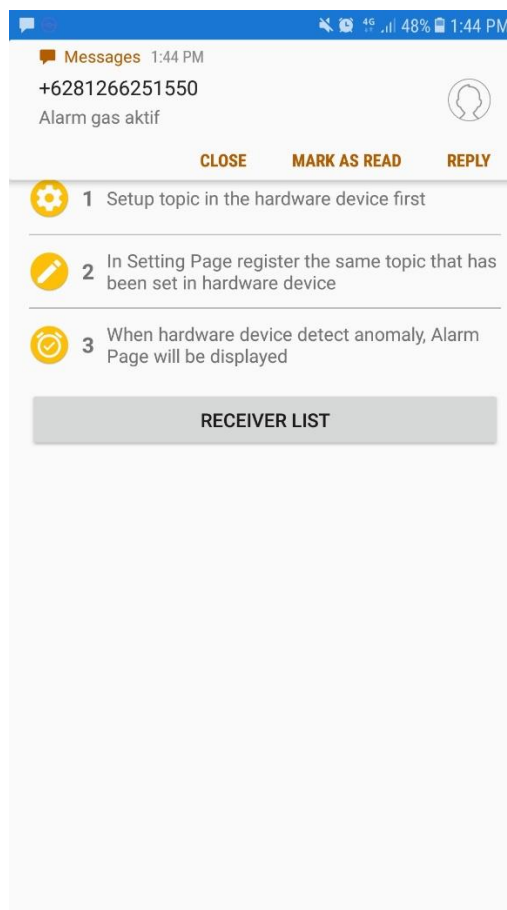 4G 48% 1:44 PM
Messages 1:44 PM
+6281266251550
Alarm gas aktif
CLOSE MARK AS READ REPLY
1 Setup topic in the hardware device first
2 In Setting Page register the same topic that has
been set in hardware device
3 When hardware device detect anomaly, Alarm
Page will be displayed
RECEIVER LIST